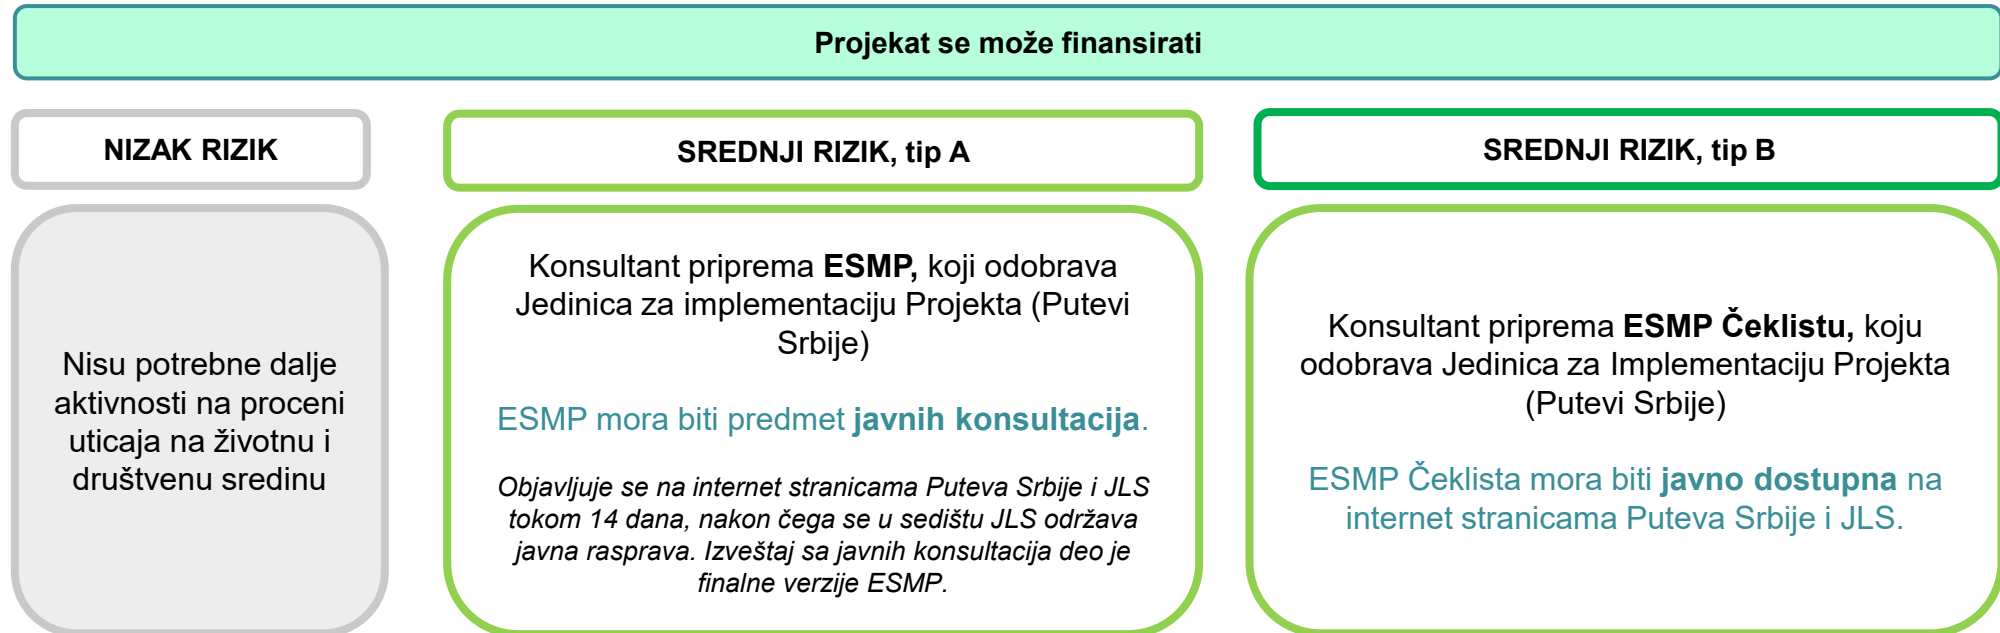 Projekat se može finansirati
NIZAK RIZIK
Nisu potrebne dalje
aktivnosti na proceni
uticaja na životnu i
društvenu sredinu
SREDNJI RIZIK, tip A
Konsultant priprema ESMP, koji odobrava
Jedinica za implementaciju Projekta (Putevi
Srbije)
ESMP mora biti predmet javnih konsultacija.
Objavljuje se na internet stranicama Puteva Srbije i JLS
tokom 14 dana, nakon čega se u sedištu JLS održava
javna rasprava. Izveštaj sa javnih konsultacija deo je
finalne verzije ESMP.
SREDNJI RIZIK, tip B
Konsultant priprema ESMP Čeklistu, koju
odobrava Jedinica za Implementaciju Projekta
(Putevi Srbije)
ESMP Čeklista mora biti javno dostupna na
internet stranicama Puteva Srbije i JLS.